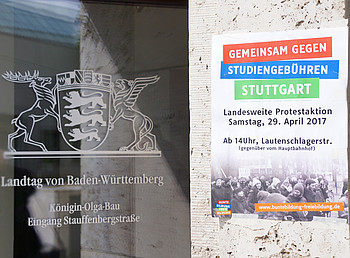 Landtag von Baden-Württemberg
Königin-Olga-Bau
Eingang Stauffenbergstraße
GEMEINSAM GEGEN
STUDIENGEBÜHREN
STUTTGART
Landesweite Protestaktion
Samstag, 29. April 2017
Ab 14Uhr, Lautenschlagerstr.
(gegenüber vom Hauptbahnhof)
www.buntebildung-freiebildung.de